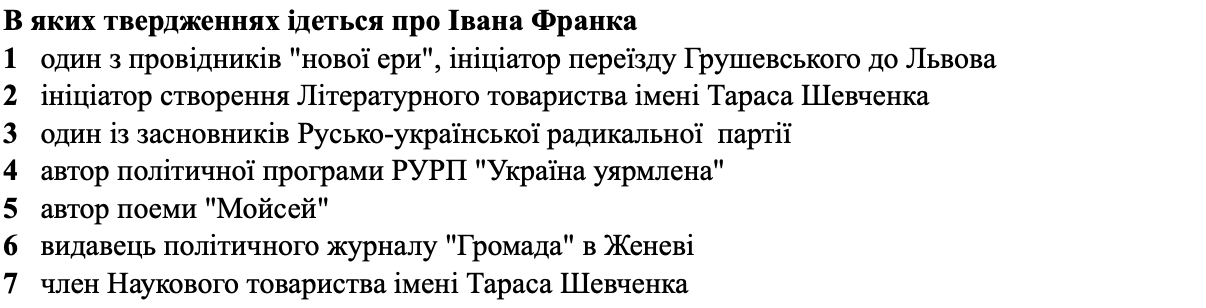 В яких твердженнях ідеться про Івана Франка
1 один з провідників "нової ери", ініціатор переїзду Грушевського до Львова
2 ініціатор створення Літературного товариства імені Тараса Шевченка
3 один із засновників Русько-української радикальної партії
4 автор політичної програми РУРП "Україна уярмлена"
5 автор поеми "Мойсей"
6 видавець політичного журналу "Громада" в Женеві
7 член Наукового товариства імені Тараса Шевченка